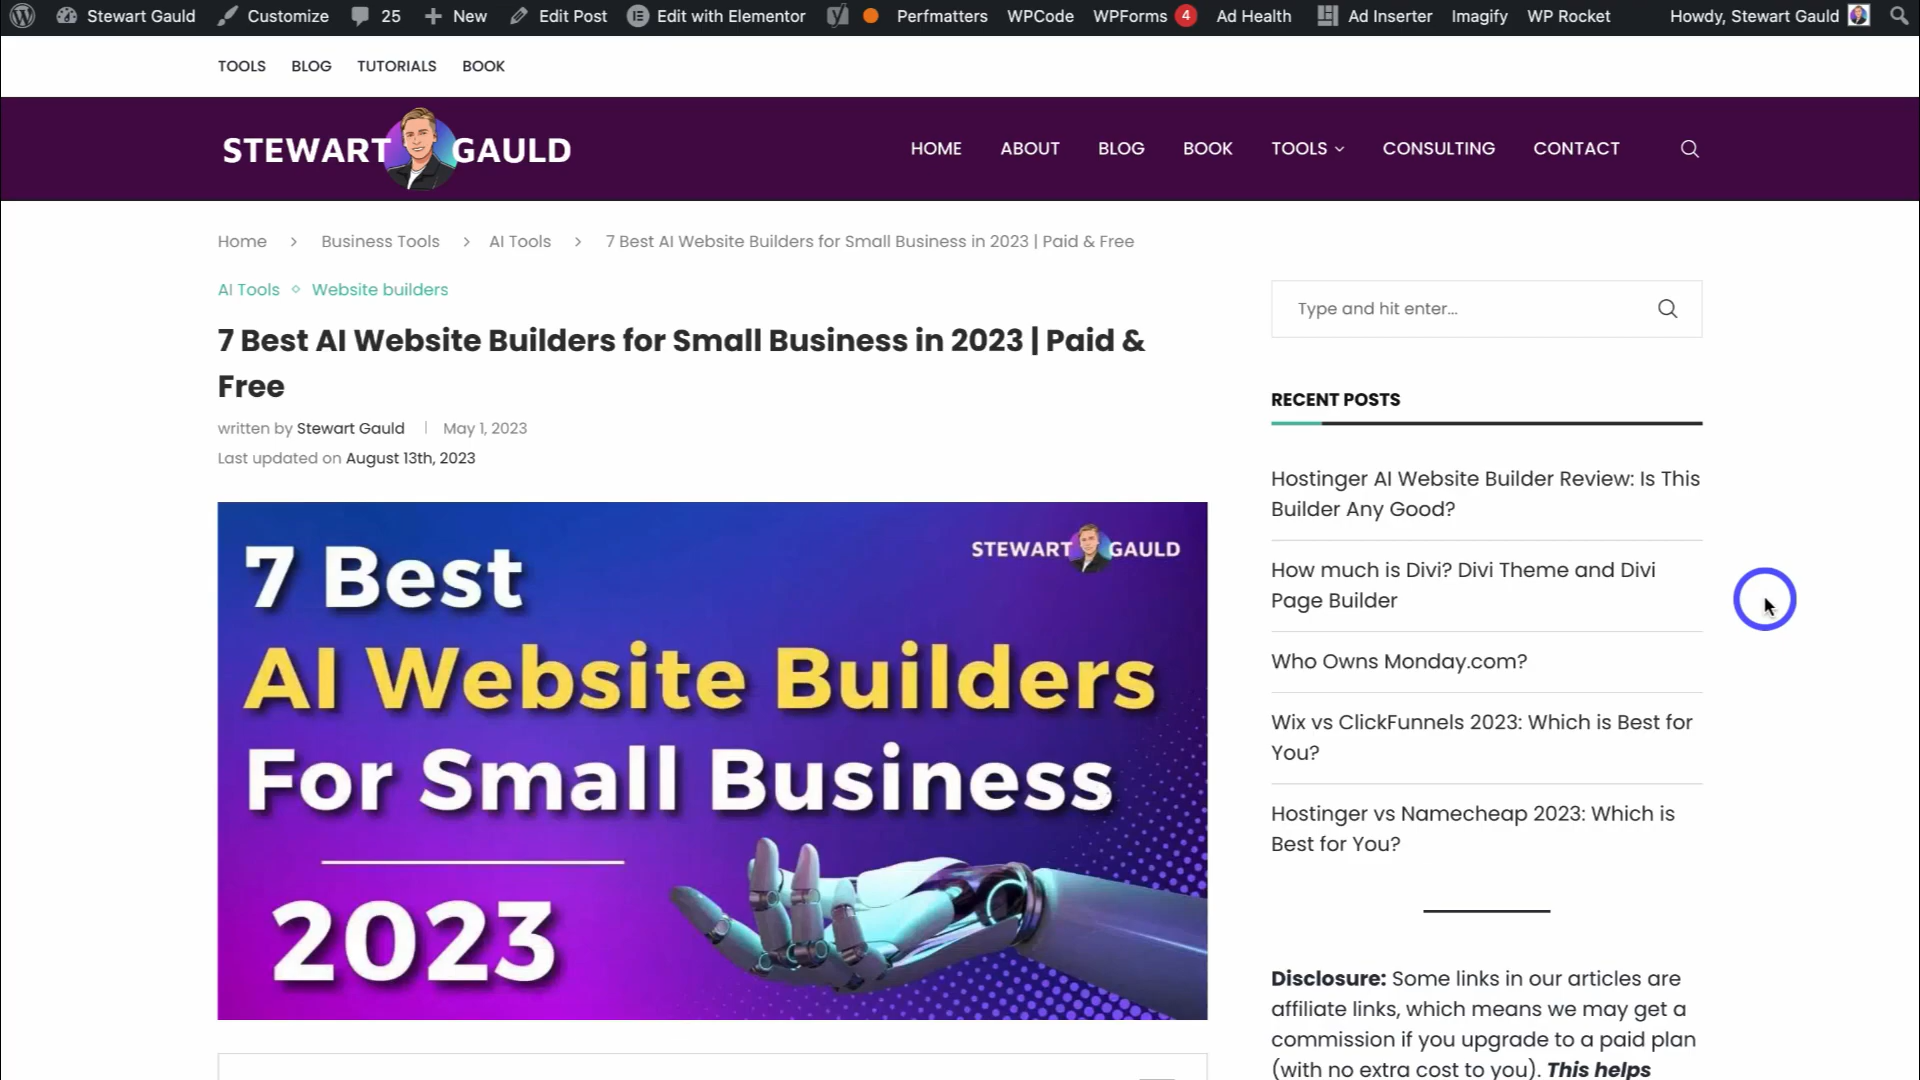 Stewart Gauld Customize 25 New Edit Post Edit with Elementor Perfmatters WPCode WPForms 4 Ad Health Ad Inserter Imagify WP Rocket Howdy, Stewart Gauld
TOOLS BLOG TUTORIALS BOOK
STEWART GAULD HOME ABOUT BLOG BOOK TOOLS CONSULTING CONTACT
Home > Business Tools > AI Tools > 7 Best AI Website Builders for Small Business in 2023 | Paid & Free
AI Tools ◇ Website builders
7 Best AI Website Builders for Small Business in 2023 | Paid &
Free
written by Stewart Gauld | May 1, 2023
Last updated on August 13th, 2023
STEWART GAULD
7 Best
AI Website Builders
For Small Business
2023
Type and hit enter...
RECENT POSTS
Hostinger AI Website Builder Review: Is This
Builder Any Good?
How much is Divi? Divi Theme and Divi
Page Builder
Who Owns Monday.com?
Wix vs ClickFunnels 2023: Which is Best for
You?
Hostinger vs Namecheap 2023: Which is
Best for You?
Disclosure: Some links in our articles are
affiliate links, which means we may get a
commission if you upgrade to a paid plan
(with no extra cost to you). This helps